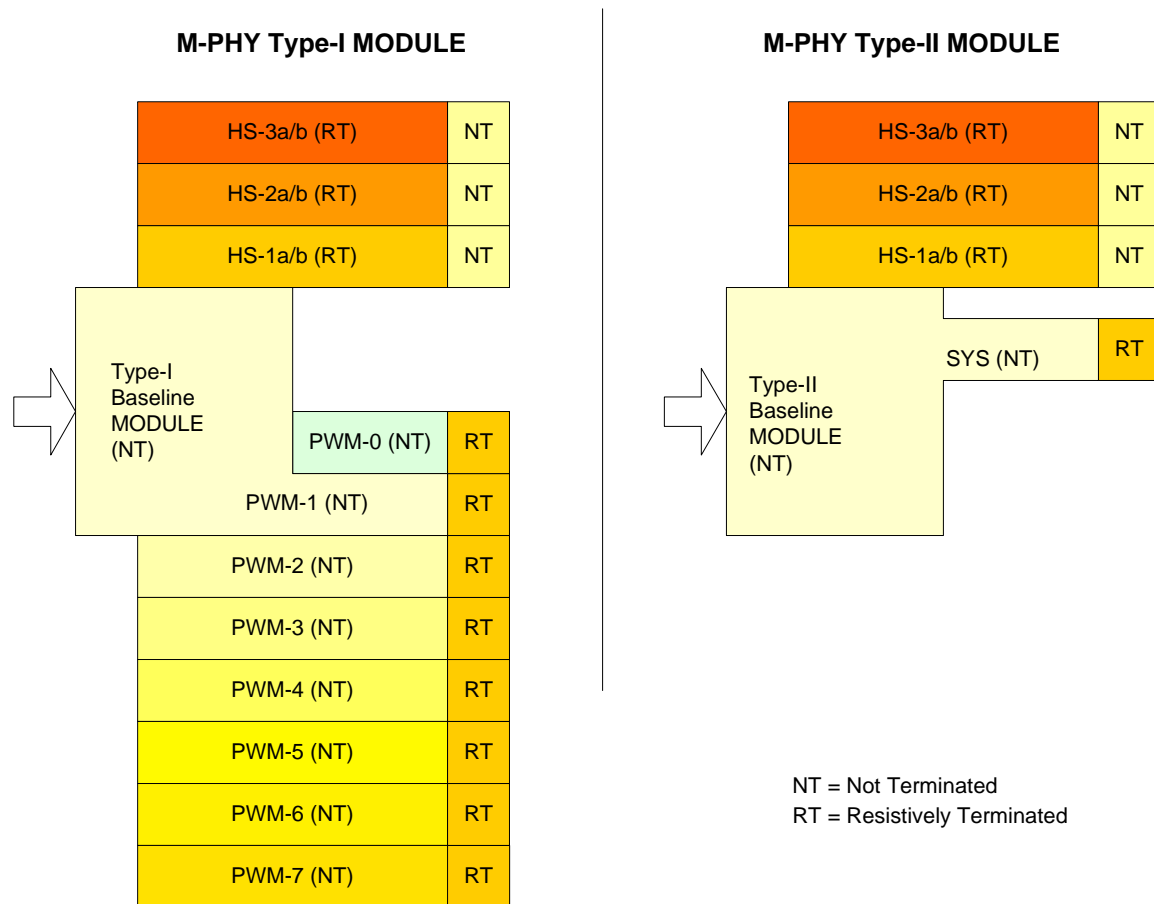 M-PHY Type-I MODULE
HS-3a/b (RT) NT
HS-2a/b (RT) NT
HS-1a/b (RT) NT
Type-I
Baseline
MODULE
(NT)
PWM-0 (NT) RT
PWM-1 (NT) RT
PWM-2 (NT) RT
PWM-3 (NT) RT
PWM-4 (NT) RT
PWM-5 (NT) RT
PWM-6 (NT) RT
PWM-7 (NT) RT
M-PHY Type-II MODULE
HS-3a/b (RT) NT
HS-2a/b (RT) NT
HS-1a/b (RT) NT
SYS (NT) RT
Type-II
Baseline
MODULE
(NT)
NT = Not Terminated
RT = Resistively Terminated